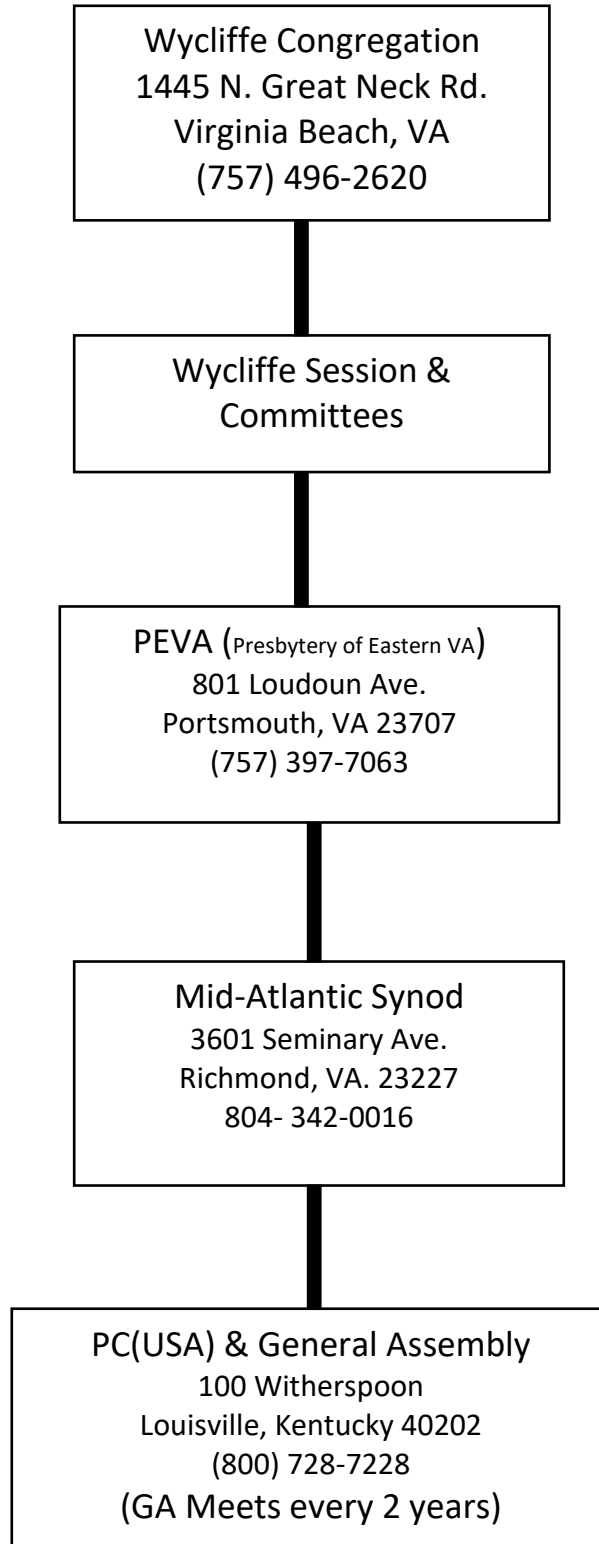 Wycliffe Congregation
1445 N. Great Neck Rd.
Virginia Beach, VA
(757) 496-2620
Wycliffe Session &
Committees
PEVA (Presbytery of Eastern VA)
801 Loudoun Ave.
Portsmouth, VA 23707
(757) 397-7063
Mid-Atlantic Synod
3601 Seminary Ave.
Richmond, VA. 23227
804- 342-0016
PC(USA) & General Assembly
100 Witherspoon
Louisville, Kentucky 40202
(800) 728-7228
(GA Meets every 2 years)